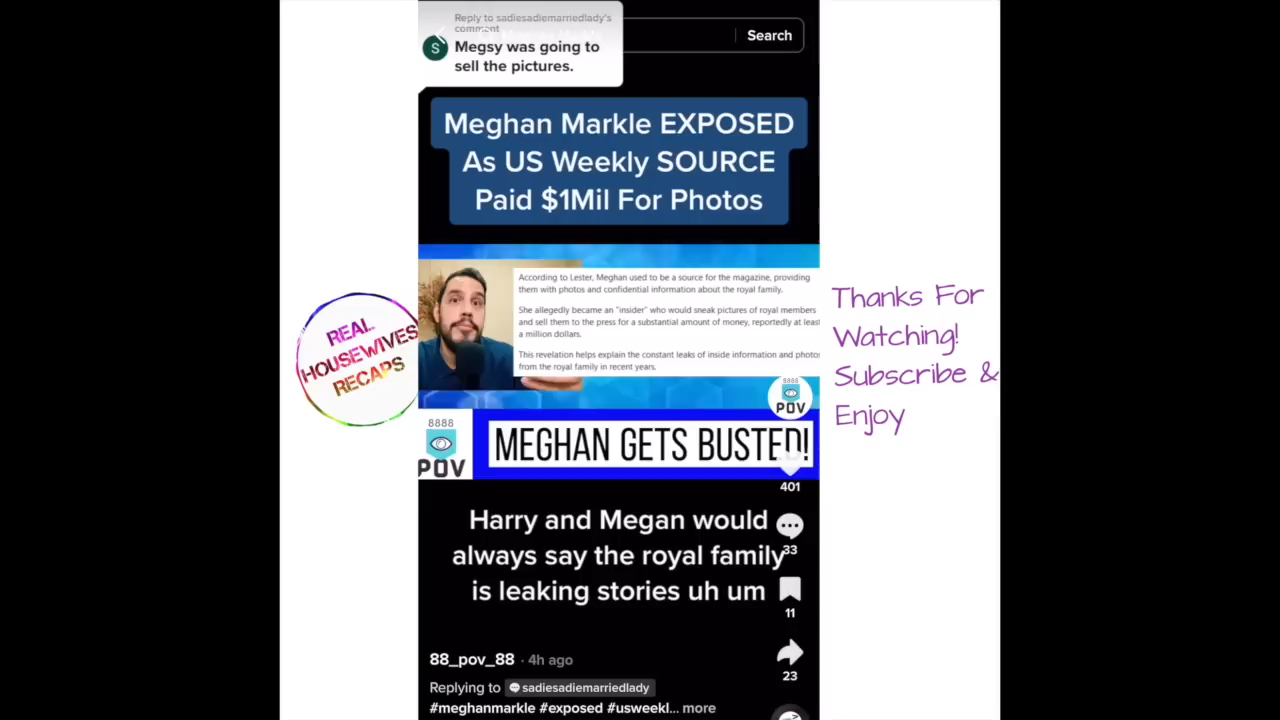 Reply to sadiesadiemarriedlady's
comment
S
Megsy was going to
sell the pictures.
Search
Meghan Markle EXPOSED
As US Weekly SOURCE
Paid $1Mil For Photos
According to Lester, Meghan used to be a source for the magazine, providing
them with photos and confidential information about the royal family.
She allegedly became an "insider" who would sneak pictures of royal members
and sell them to the press for a substantial amount of money, reportedly at least
a million dollars.
This revelation helps explain the constant leaks of inside information and photos
from the royal family in recent years.
REAL
HOUSEWIVES
RECAPS
Thanks For
Watching!
Subscribe &
Enjoy
8888
POV
8888
POV
MEGHAN GETS BUSTED!
401
Harry and Megan would
always say the royal family
is leaking stories uh um
33
11
23
88_pov_88 · 4h ago
Replying to sadiesadiemarriedlady
#meghanmarkle #exposed #usweekl... more